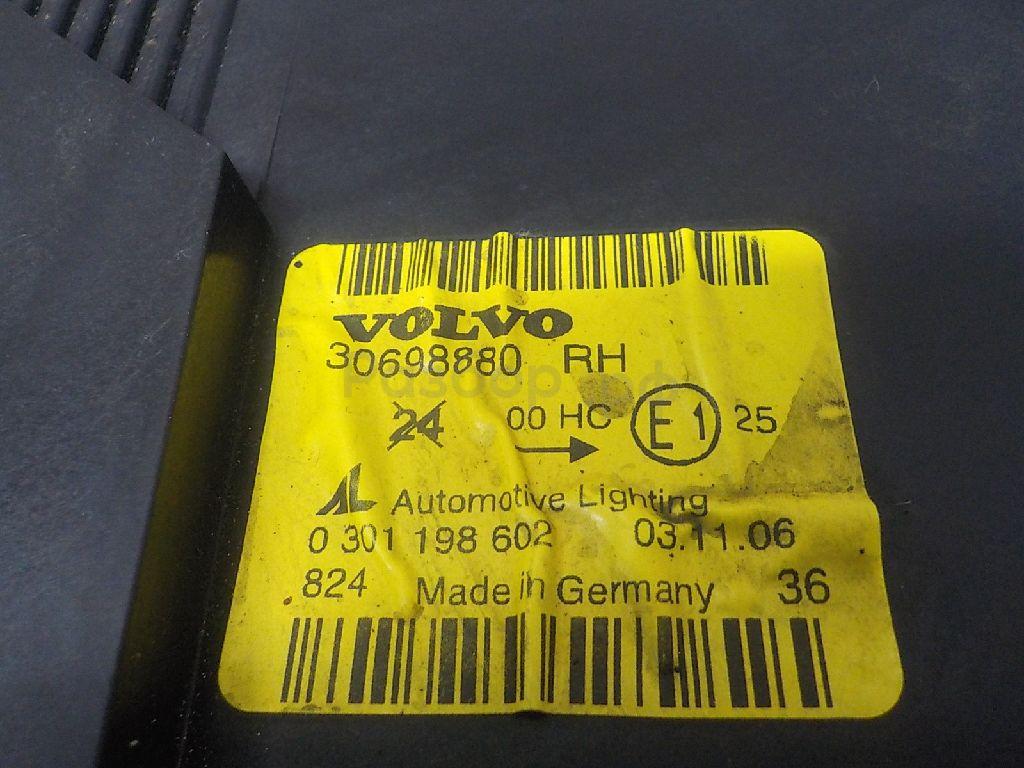 VOLVO
30698880 RH
24 00 HC E1 25
AL Automotive Lighting
0 301 198 602 03.11.06
824 Made in Germany 36